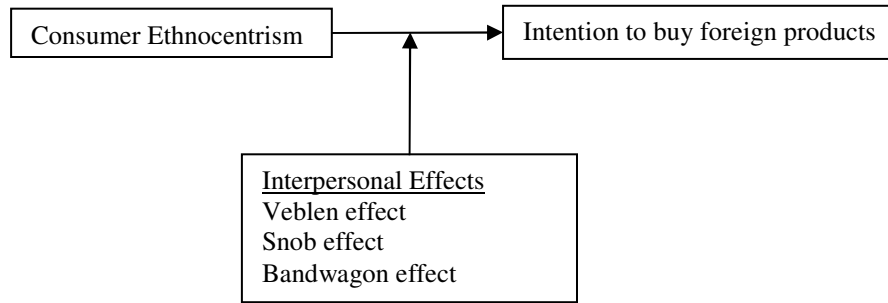 Consumer Ethnocentrism
Intention to buy foreign products
Interpersonal Effects
Veblen effect
Snob effect
Bandwagon effect